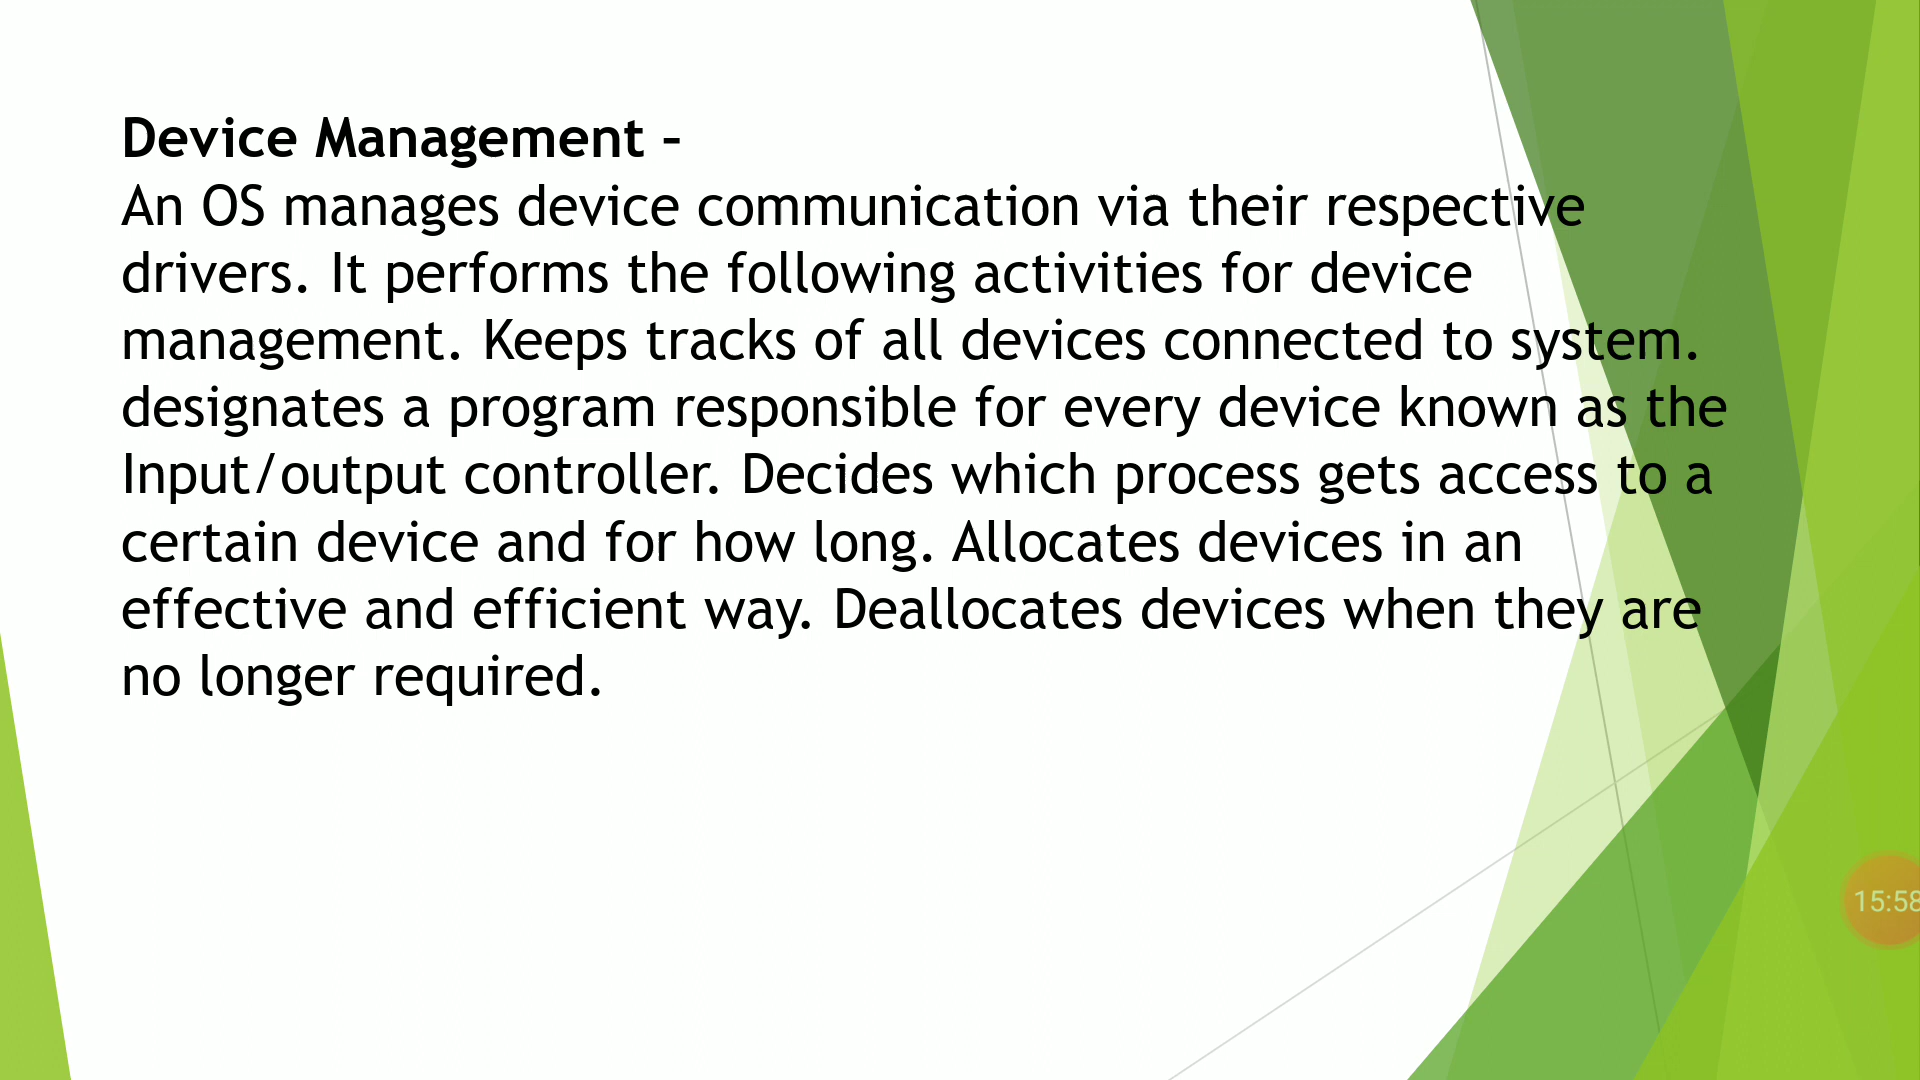 Device Management –
An OS manages device communication via their respective
drivers. It performs the following activities for device
management. Keeps tracks of all devices connected to system.
designates a program responsible for every device known as the
Input/output controller. Decides which process gets access to a
certain device and for how long. Allocates devices in an
effective and efficient way. Deallocates devices when they are
no longer required.
15:58